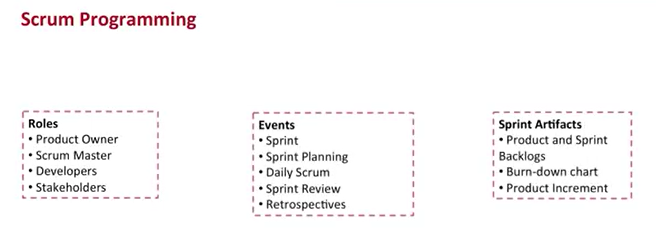 Scrum Programming
Roles
• Product Owner
• Scrum Master
• Developers
• Stakeholders
Events
• Sprint
• Sprint Planning
• Daily Scrum
• Sprint Review
• Retrospectives
Sprint Artifacts
• Product and Sprint
Backlogs
• Burn-down chart
• Product Increment